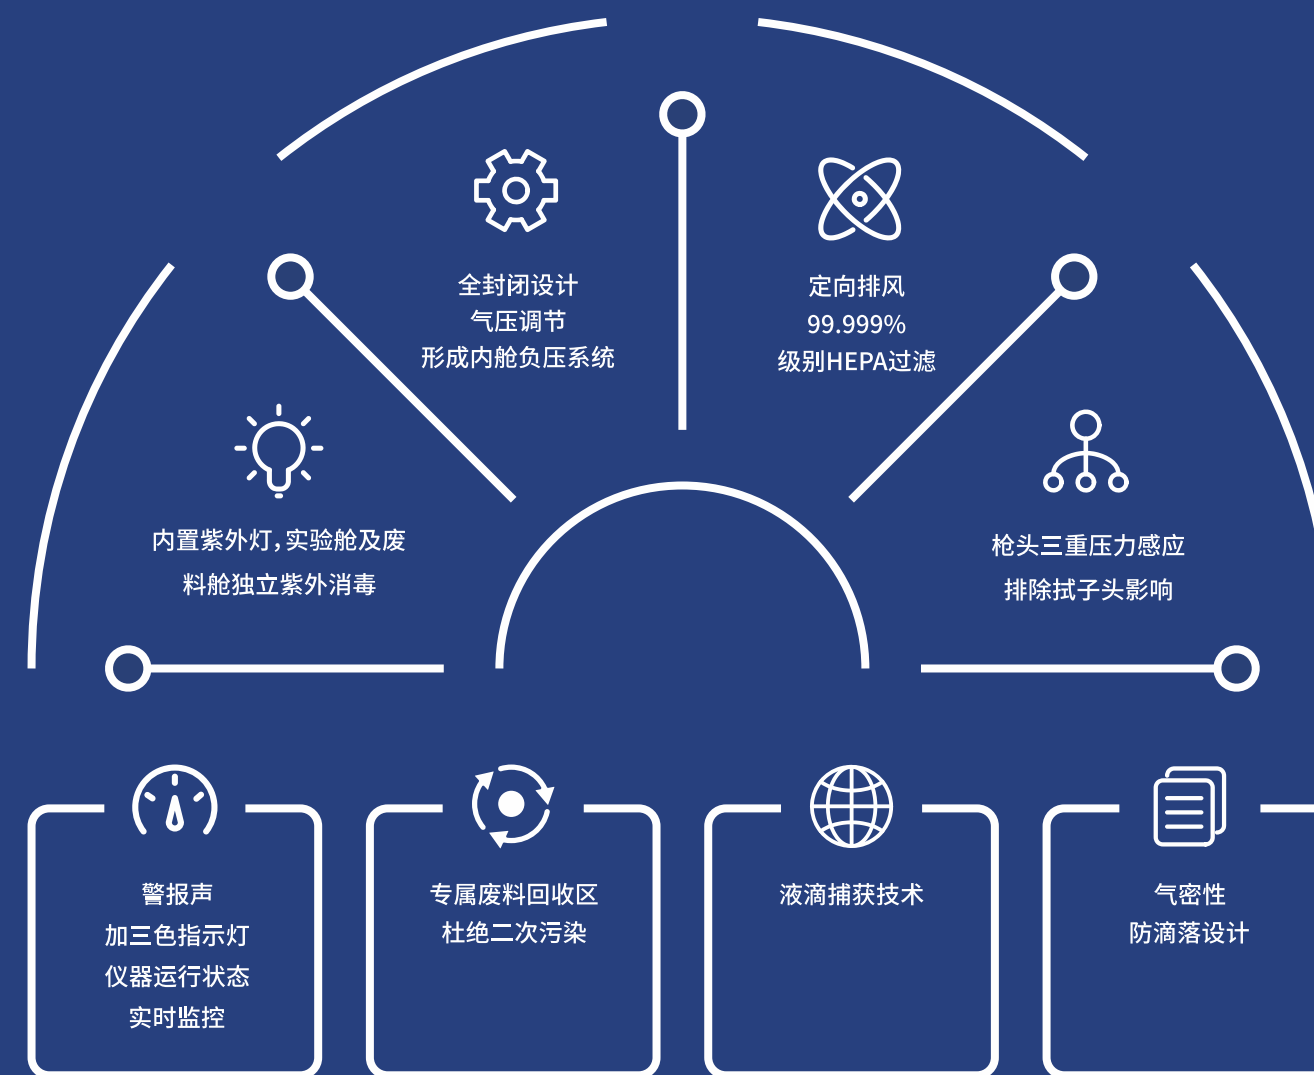 全封闭设计
气压调节
形成内舱负压系统
定向排风
99.999%
级别HEPA过滤
内置紫外灯,实验舱及废
料舱独立紫外消毒
枪头三重压力感应
排除拭子头影响
警报声
加三色指示灯
仪器运行状态
实时监控
专属废料回收区
杜绝二次污染
液滴捕获技术
气密性
防滴落设计